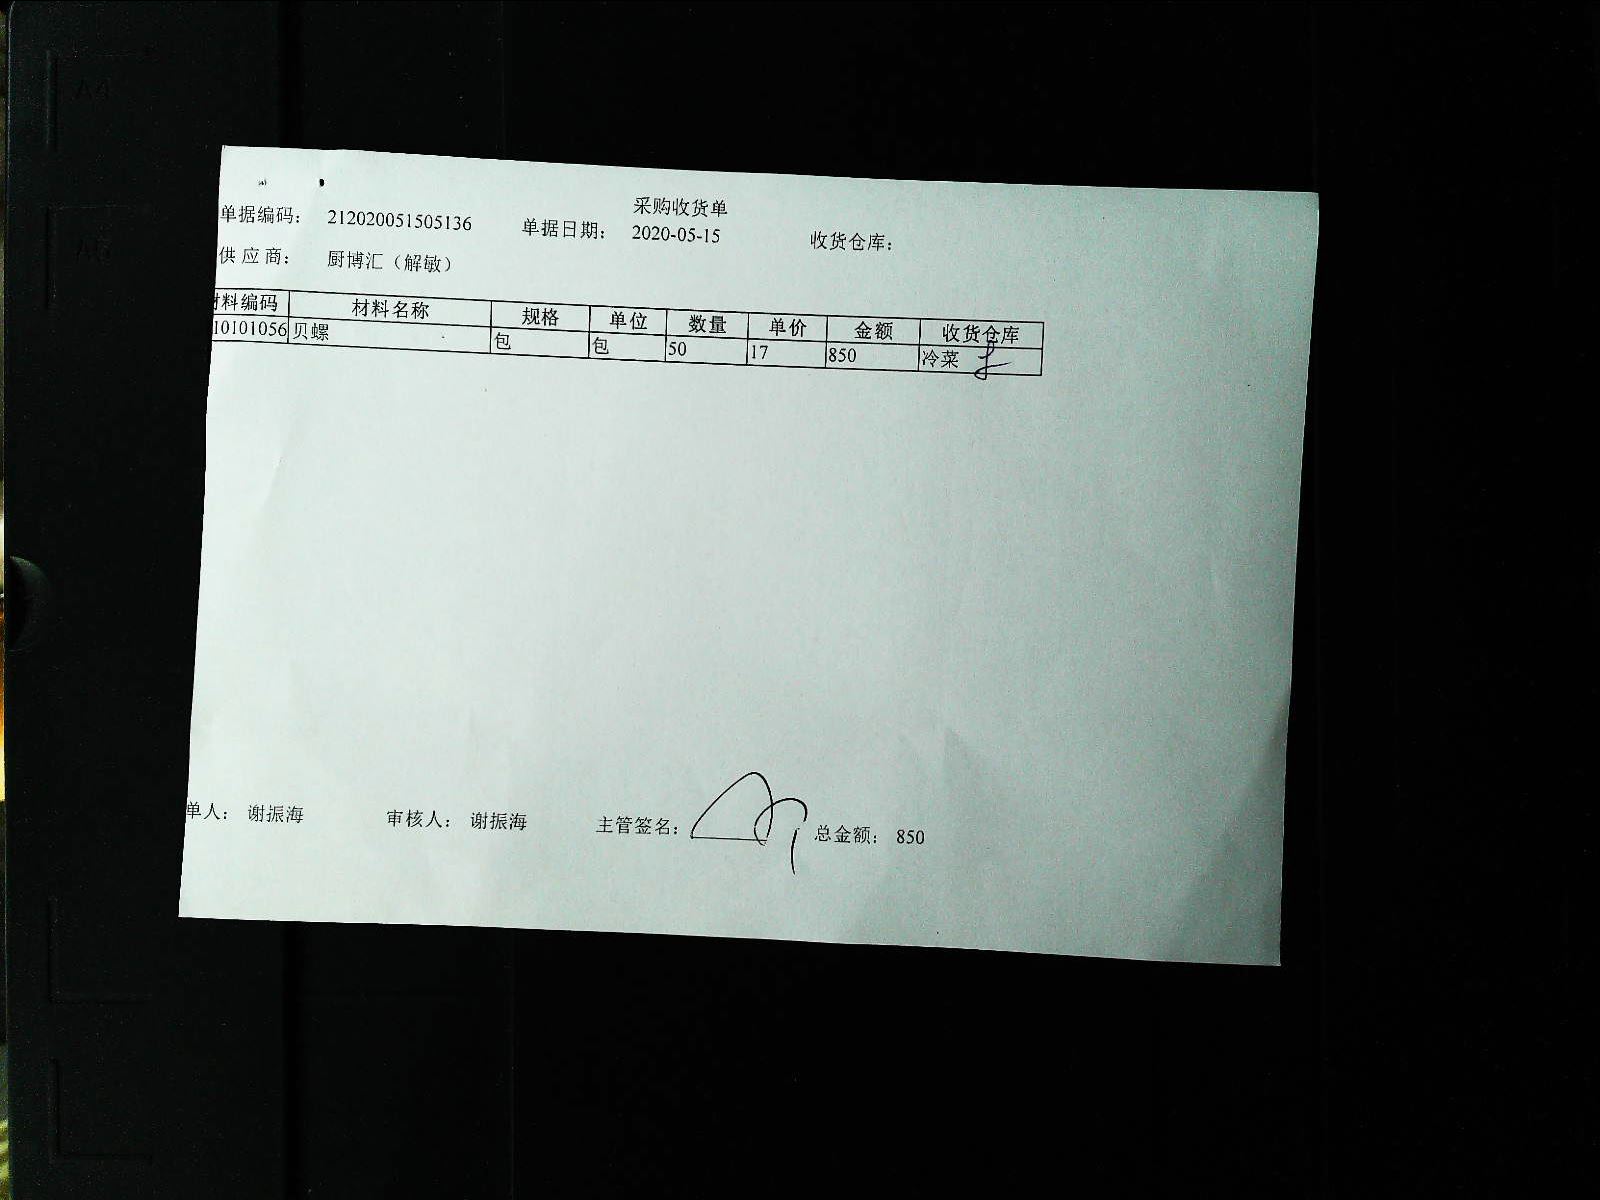 采购收货单
单据编码： 212020051505136 单据日期： 2020-05-15 收货仓库：
供应商： 厨博汇（解敏）
材料编码 材料名称 规格 单位 数量 单价 金额 收货仓库
10101056 贝螺 包 包 50 17 850 冷菜
单人： 谢振海 审核人： 谢振海 主管签名： 总金额： 850
A4
A5